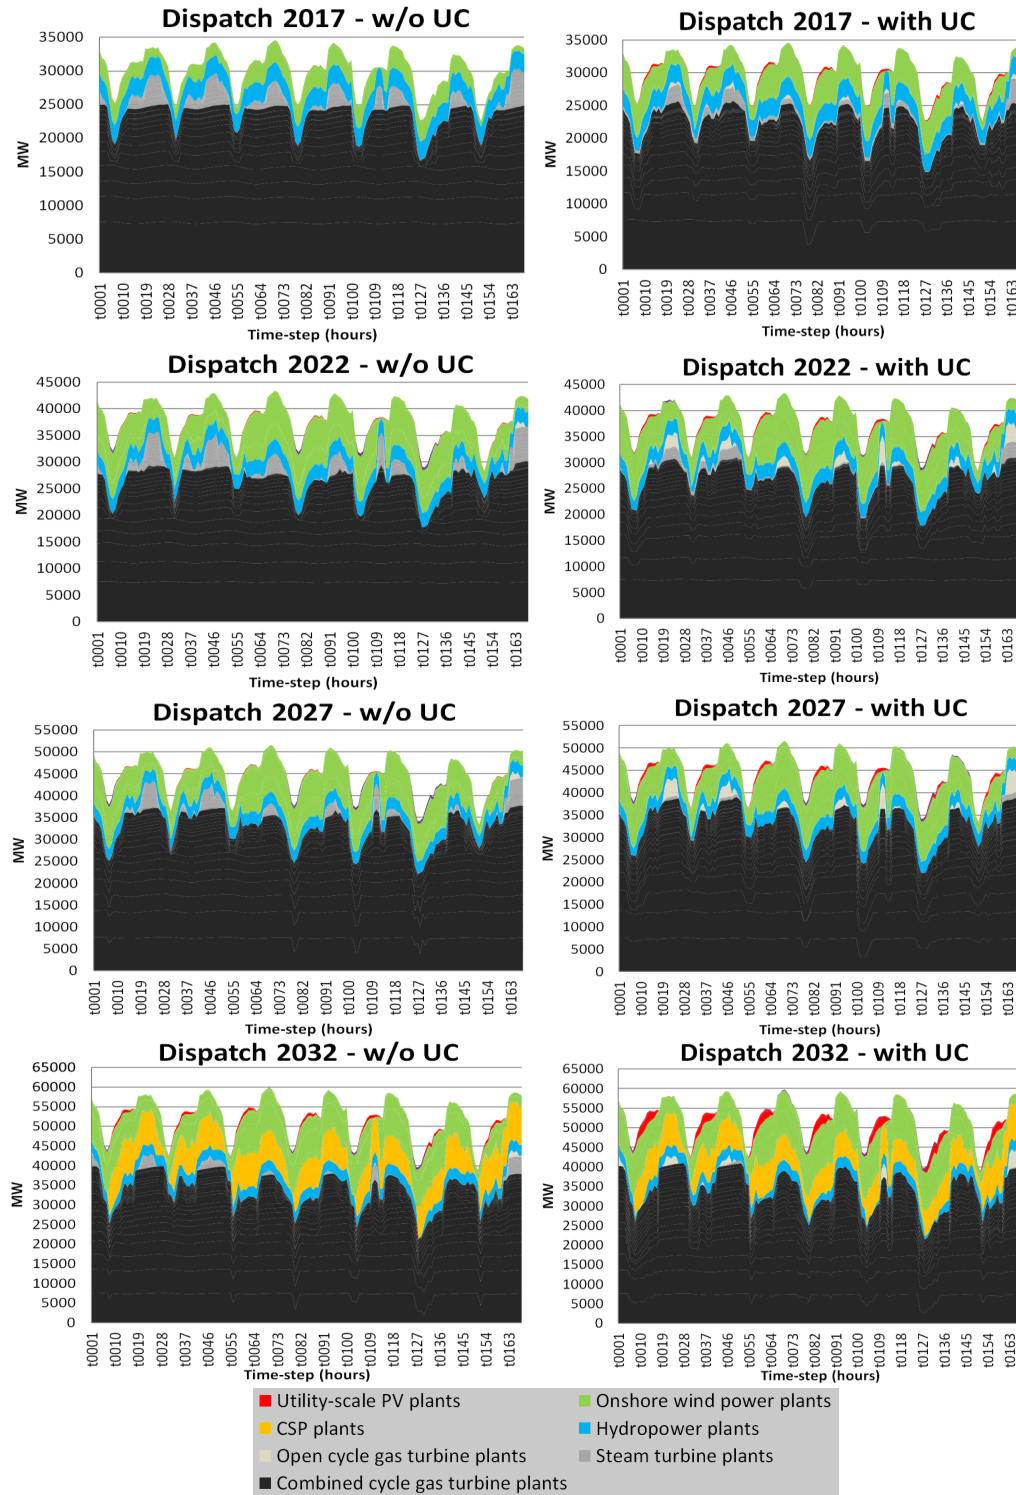 Dispatch 2017 - w/o UC
35000
30000
25000
20000
15000
10000
5000
0
MW
t0001
t0010
t0019
t0028
t0037
t0046
t0055
t0064
t0073
t0082
t0091
t0100
t0109
t0118
t0127
t0136
t0145
t0154
t0163
Time-step (hours)
Dispatch 2017 - with UC
35000
30000
25000
20000
15000
10000
5000
0
MW
t0001
t0010
t0019
t0028
t0037
t0046
t0055
t0064
t0073
t0082
t0091
t0100
t0109
t0118
t0127
t0136
t0145
t0154
t0163
Time-step (hours)
Dispatch 2022 - w/o UC
45000
40000
35000
30000
25000
20000
15000
10000
5000
0
MW
t0001
t0010
t0019
t0028
t0037
t0046
t0055
t0064
t0073
t0082
t0091
t0100
t0109
t0118
t0127
t0136
t0145
t0154
t0163
Time-step (hours)
Dispatch 2022 - with UC
45000
40000
35000
30000
25000
20000
15000
10000
5000
0
MW
t0001
t0010
t0019
t0028
t0037
t0046
t0055
t0064
t0073
t0082
t0091
t0100
t0109
t0118
t0127
t0136
t0145
t0154
t0163
Time-step (hours)
Dispatch 2027 - w/o UC
55000
50000
45000
40000
35000
30000
25000
20000
15000
10000
5000
0
MW
t0001
t0010
t0019
t0028
t0037
t0046
t0055
t0064
t0073
t0082
t0091
t0100
t0109
t0118
t0127
t0136
t0145
t0154
t0163
Time-step (hours)
Dispatch 2027 - with UC
55000
50000
45000
40000
35000
30000
25000
20000
15000
10000
5000
0
MW
t0001
t0010
t0019
t0028
t0037
t0046
t0055
t0064
t0073
t0082
t0091
t0100
t0109
t0118
t0127
t0136
t0145
t0154
t0163
Time-step (hours)
Dispatch 2032 - w/o UC
65000
60000
55000
50000
45000
40000
35000
30000
25000
20000
15000
10000
5000
0
MW
t0001
t0010
t0019
t0028
t0037
t0046
t0055
t0064
t0073
t0082
t0091
t0100
t0109
t0118
t0127
t0136
t0145
t0154
t0163
Time-step (hours)
Dispatch 2032 - with UC
65000
60000
55000
50000
45000
40000
35000
30000
25000
20000
15000
10000
5000
0
MW
t0001
t0010
t0019
t0028
t0037
t0046
t0055
t0064
t0073
t0082
t0091
t0100
t0109
t0118
t0127
t0136
t0145
t0154
t0163
Time-step (hours)
Utility-scale PV plants
Onshore wind power plants
CSP plants
Hydropower plants
Open cycle gas turbine plants
Steam turbine plants
Combined cycle gas turbine plants